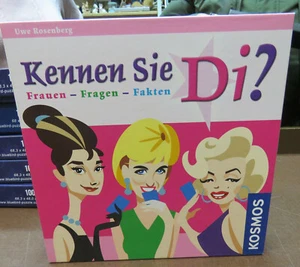 Uwe Rosenberg
Kennen Sie
Di?
Frauen – Fragen – Fakten
KOSMOS